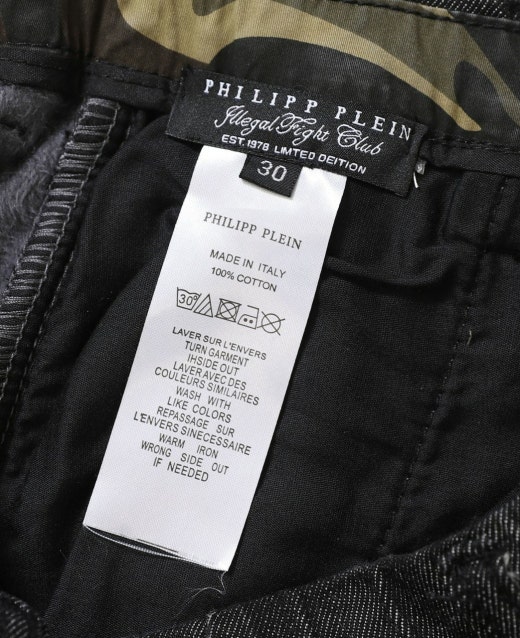 PHILIPP PLEIN
Illegal Fight Club
EST.1978 LIMTED DEITION
30
PHILIPP PLEIN
MADE IN ITALY
100% COTTON
30°
LAVER SUR L'ENVERS
TURN GARMENT
IHSIDE OUT
LAVER AVEC DES
COULEURS SIMILAIRES
WASH WITH
LIKE COLORS
REPASSAGE SUR
L'ENVERS SINECESSAIRE
WARM IRON
WRONG SIDE OUT
IF NEEDED